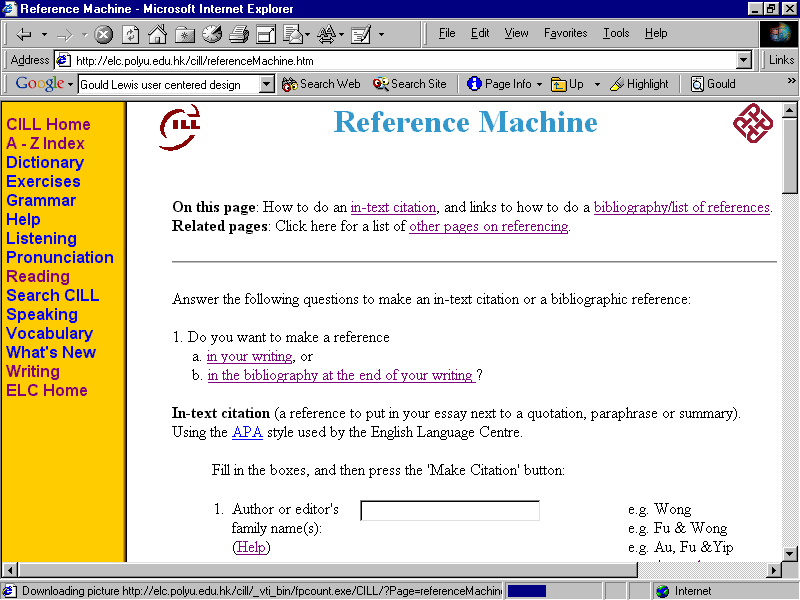 Reference Machine - Microsoft Internet Explorer
File Edit View Favorites Tools Help
Address http://elc.polyu.edu.hk/cill/referenceMachine.htm Links
Google Gould Lewis user centered design Search Web Search Site Page Info Up Highlight Gould »
CILL Home
A - Z Index
Dictionary
Exercises
Grammar
Help
Listening
Pronunciation
Reading
Search CILL
Speaking
Vocabulary
What's New
Writing
ELC Home
CILL
Reference Machine
On this page: How to do an in-text citation, and links to how to do a bibliography/list of references.
Related pages: Click here for a list of other pages on referencing.
Answer the following questions to make an in-text citation or a bibliographic reference:
1. Do you want to make a reference
a. in your writing, or
b. in the bibliography at the end of your writing ?
In-text citation (a reference to put in your essay next to a quotation, paraphrase or summary).
Using the APA style used by the English Language Centre.
Fill in the boxes, and then press the 'Make Citation' button:
1. Author or editor's e.g. Wong
family name(s): e.g. Fu & Wong
(Help) e.g. Au, Fu &Yip
Downloading picture http://elc.polyu.edu.hk/cill/_vti_bin/fpcount.exe/CILL/?Page=referenceMachin Internet